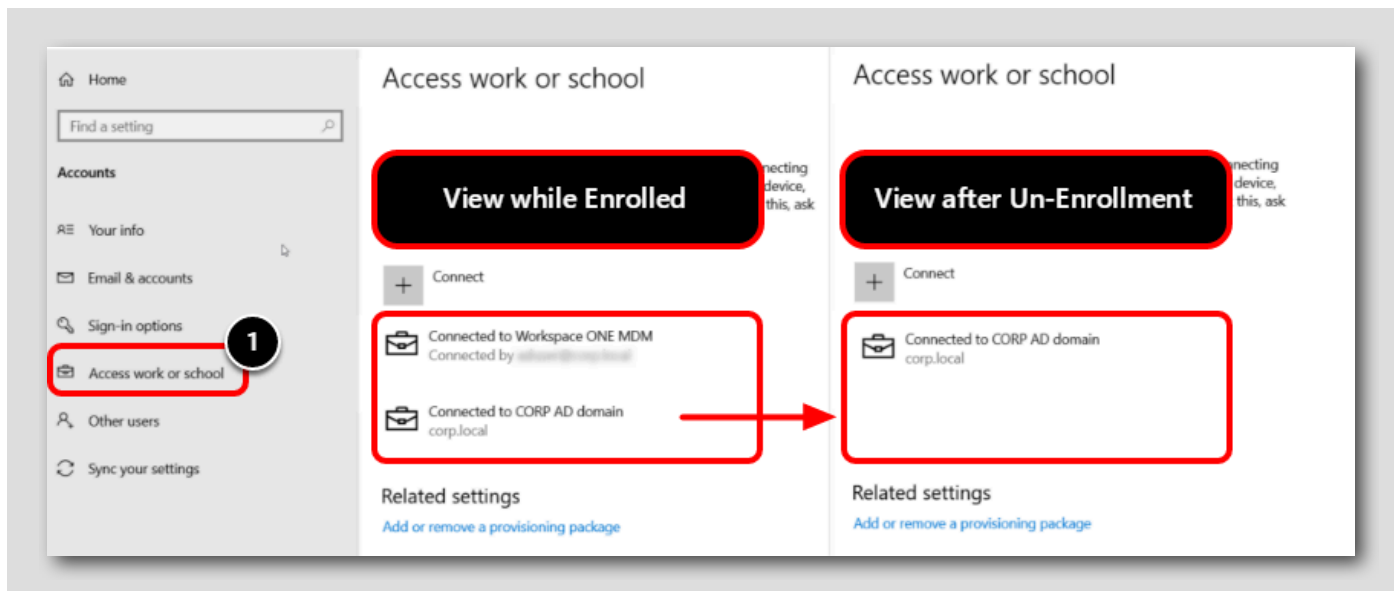 Home
Find a setting
Accounts
Your info
Email & accounts
Sign-in options
1
Access work or school
Other users
Sync your settings
Access work or school
View while Enrolled
necting
device,
this, ask
Connect
Connected to Workspace ONE MDM
Connected by
Connected to CORP AD domain
corp.local
Related settings
Add or remove a provisioning package
Access work or school
View after Un-Enrollment
necting
device,
this, ask
Connect
Connected to CORP AD domain
corp.local
Related settings
Add or remove a provisioning package